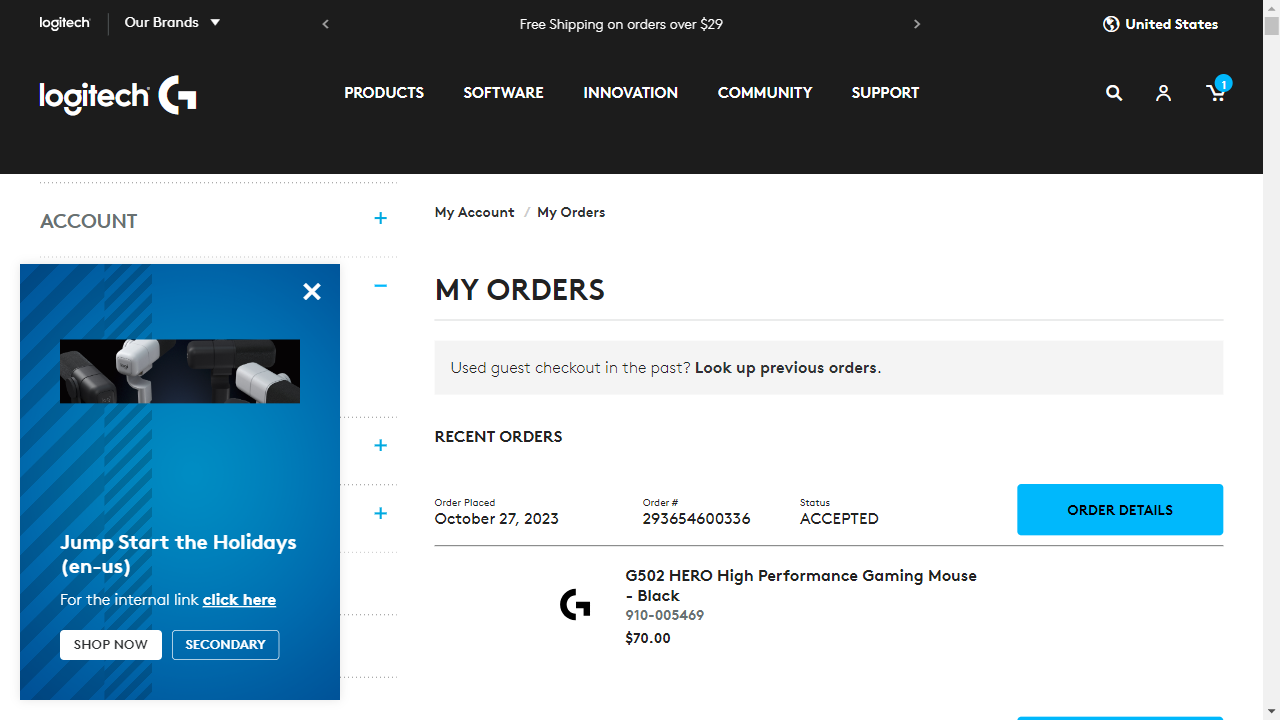 logitech
Our Brands
Free Shipping on orders over $29
United States
logitech G
PRODUCTS
SOFTWARE
INNOVATION
COMMUNITY
SUPPORT
1
ACCOUNT
My Account / My Orders
MY ORDERS
Used guest checkout in the past? Look up previous orders.
RECENT ORDERS
Order Placed
October 27, 2023
Order #
293654600336
Status
ACCEPTED
ORDER DETAILS
G502 HERO High Performance Gaming Mouse
- Black
910-005469
$70.00
Jump Start the Holidays
(en-us)
For the internal link click here
SHOP NOW
SECONDARY